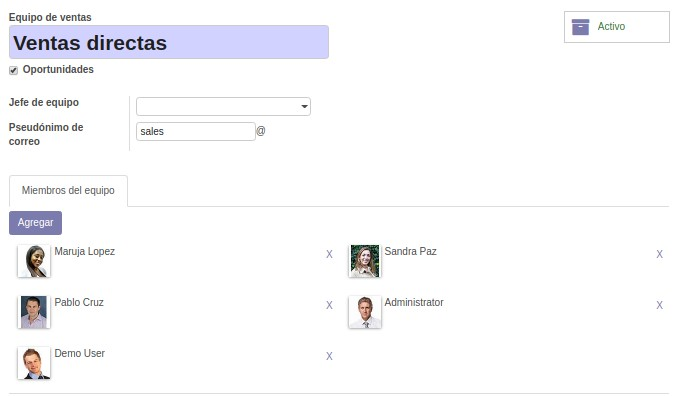 Equipo de ventas
Ventas directas
Activo
Oportunidades
Jefe de equipo
Pseudónimo de
correo
sales @
Miembros del equipo
Agregar
Maruja Lopez X
Sandra Paz X
Pablo Cruz X
Administrator X
Demo User X